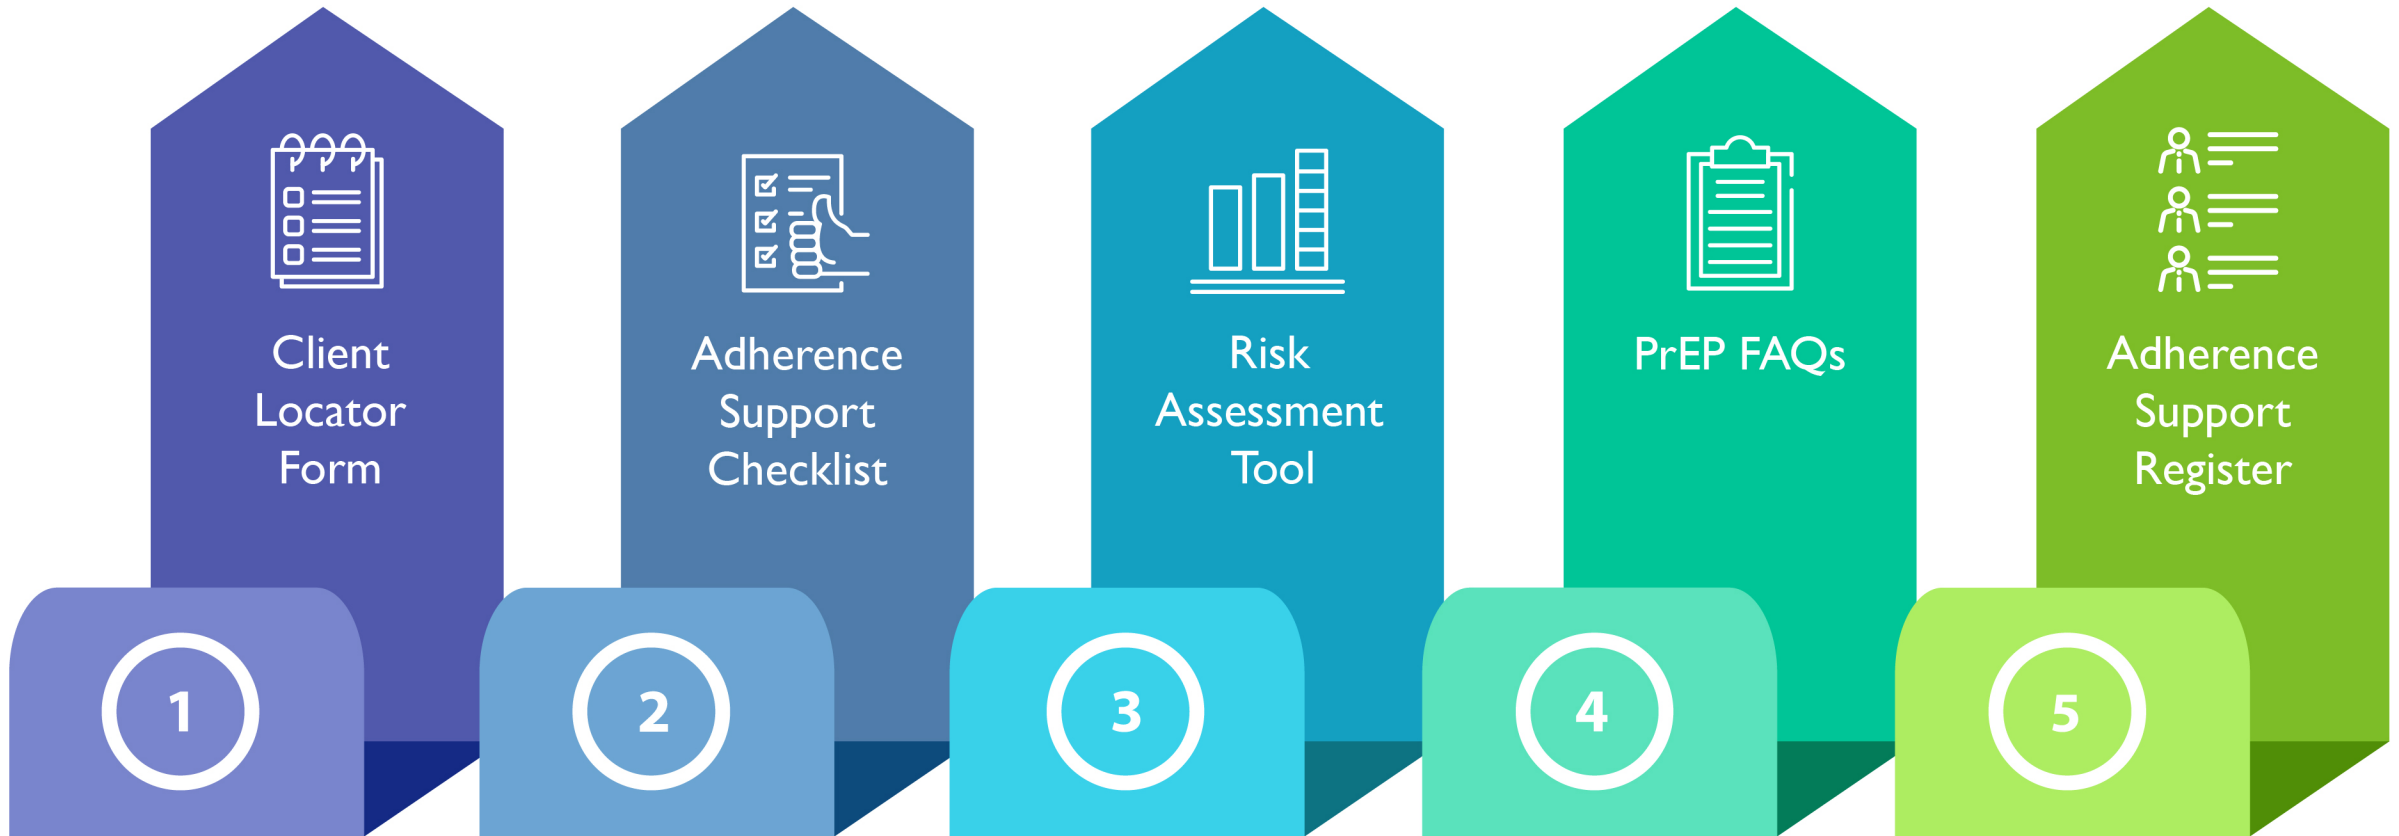 Client
Locator
Form
1
Adherence
Support
Checklist
2
Risk
Assessment
Tool
3
PrEP FAQs
4
Adherence
Support
Register
5